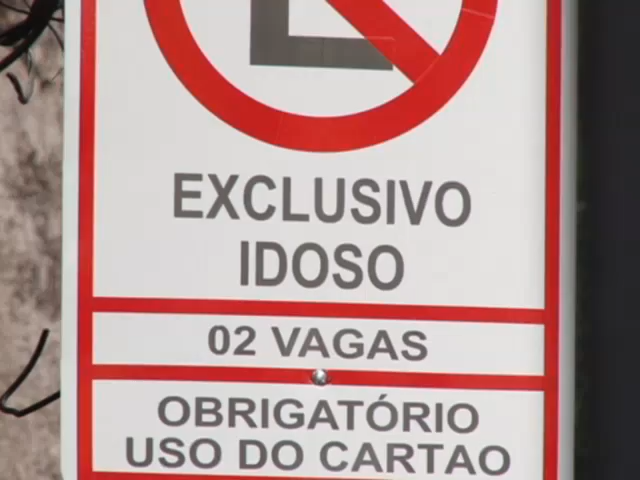 EXCLUSIVO
IDOSO
02 VAGAS
OBRIGATÓRIO
USO DO CARTAO